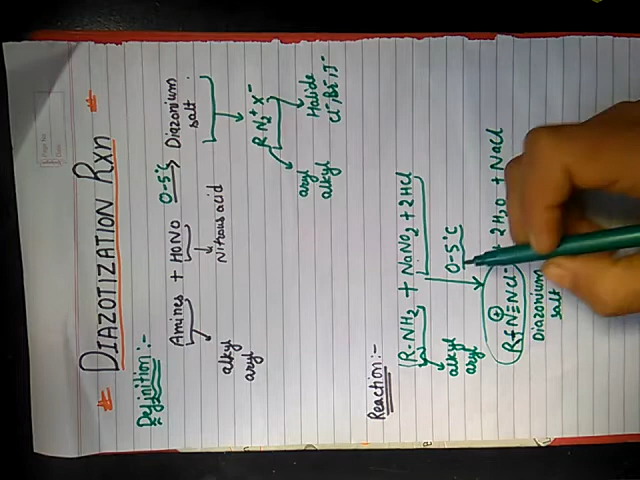 DIAZOTIZATION RXN
Definition:-
Amines + HONO 0-5°C → Diazonium salt.
alkyl
aryl
Nitrous acid
R N₂⁺ X⁻
aryl
alkyl
Halide
Cl⁻, Br⁻, I⁻
Reaction:-
R-NH₂ + NaNO₂ + 2HCl
alkyl
aryl
0-5°C
R-N≡NCl⁻ + 2H₂O + NaCl
Diazonium
salt